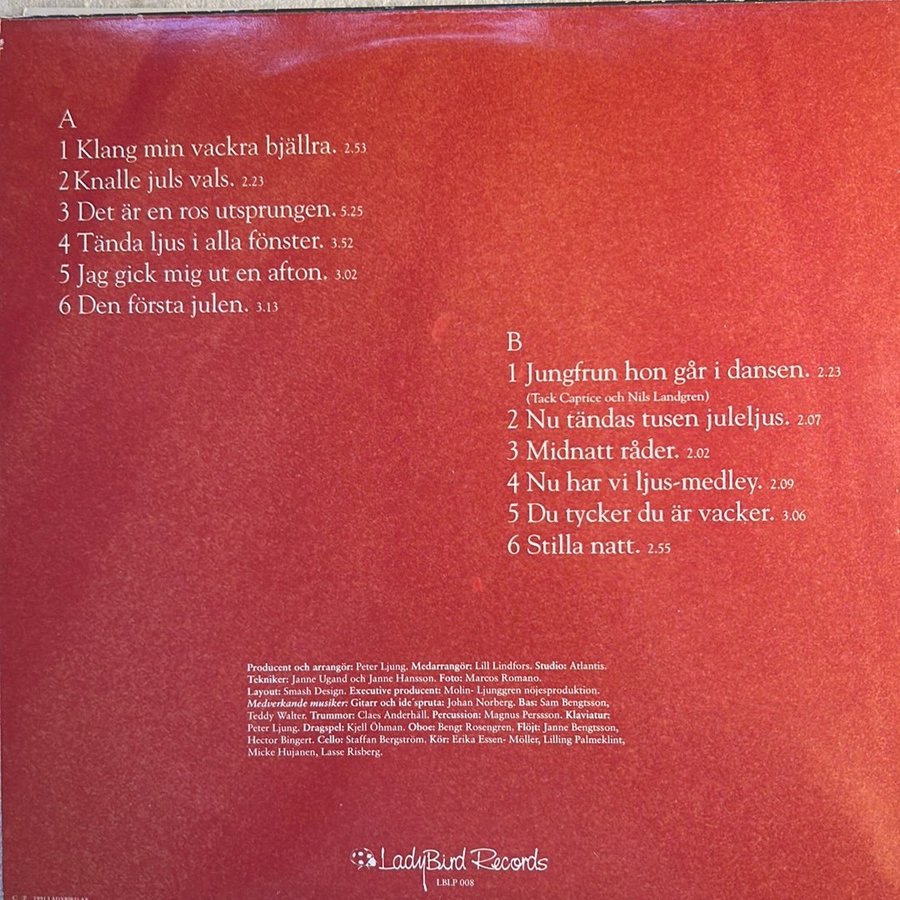 A
1 Klang min vackra bjällra. 2.53
2 Knalle juls vals. 2.23
3 Det är en ros utsprungen. 5.25
4 Tända ljus i alla fönster. 3.52
5 Jag gick mig ut en afton. 3.02
6 Den första julen. 3.13
B
1 Jungfrun hon går i dansen. 2.23
(Tack Caprice och Nils Landgren)
2 Nu tändas tusen juleljus. 2.07
3 Midnatt råder. 2.02
4 Nu har vi ljus-medley. 2.09
5 Du tycker du är vacker. 3.06
6 Stilla natt. 2.55
Producent och arrangör: Peter Ljung. Medarrangör: Lill Lindfors. Studio: Atlantis.
Tekniker: Janne Ugand och Janne Hansson. Foto: Marcos Romano.
Layout: Smash Design. Executive producent: Molin- Ljunggren nöjesproduktion.
Medverkande musiker: Gitarr och ide´spruta: Johan Norberg. Bas: Sam Bengtsson,
Teddy Walter. Trummor: Claes Anderhäll. Percussion: Magnus Perssson. Klaviatur:
Peter Ljung. Dragspel: Kjell Öhman. Oboe: Bengt Rosengren. Flöjt: Janne Bengtsson,
Hector Bingert. Cello: Staffan Bergström. Kör: Erika Essen- Möller, Lilling Palmeklint,
Micke Hujanen, Lasse Risberg.
LadyBird Records
LBLP 008